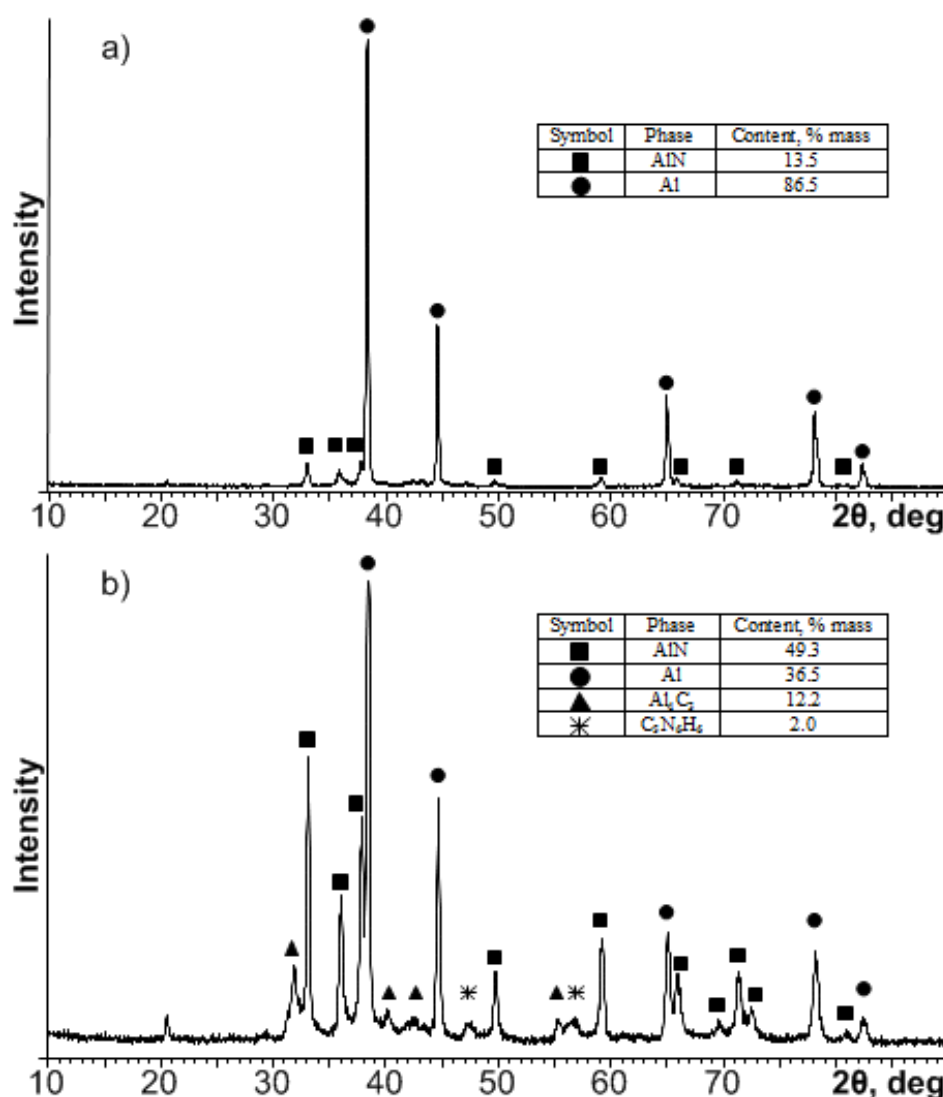 a)
Intensity
Symbol Phase Content, % mass
■ AlN 13.5
● Al 86.5
10 20 30 40 50 60 70 2θ, deg
b)
Intensity
Symbol Phase Content, % mass
■ AlN 49.3
● Al 36.5
▲ Al₄C₃ 12.2
✳ C₃N₆H₆ 2.0
10 20 30 40 50 60 70 2θ, deg